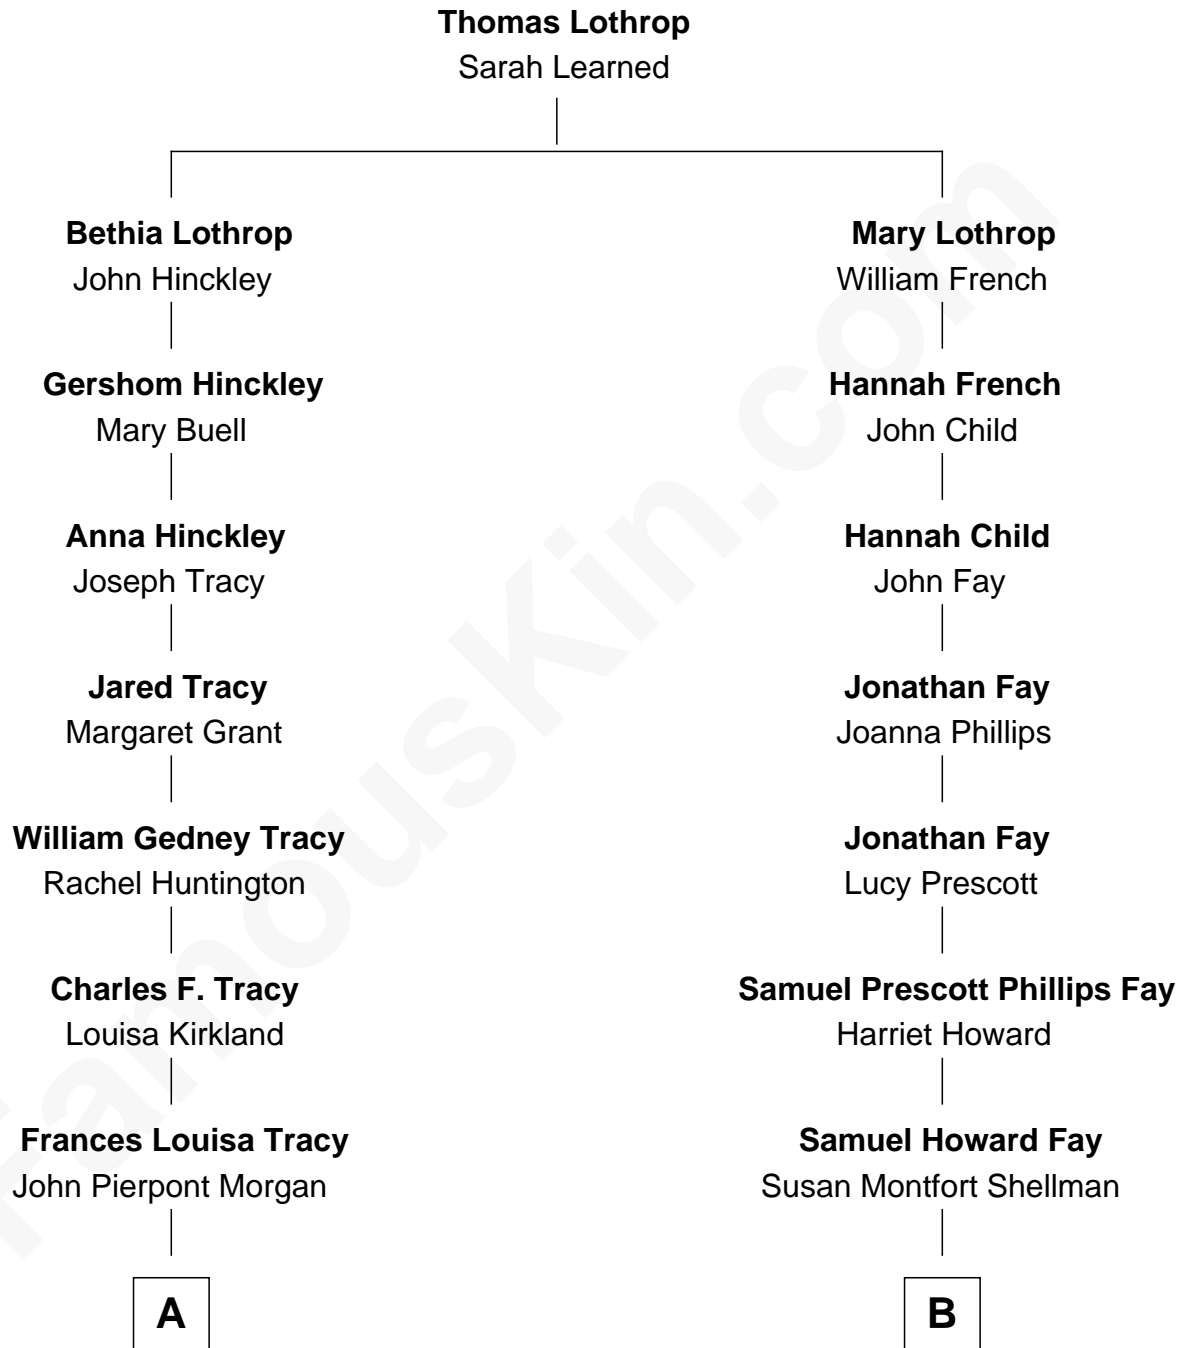 Thomas Lothrop
Sarah Learned
Bethia Lothrop
John Hinckley
Mary Lothrop
William French
Gershom Hinckley
Mary Buell
Hannah French
John Child
Anna Hinckley
Joseph Tracy
Hannah Child
John Fay
Jared Tracy
Margaret Grant
Jonathan Fay
Joanna Phillips
William Gedney Tracy
Rachel Huntington
Jonathan Fay
Lucy Prescott
Charles F. Tracy
Louisa Kirkland
Samuel Prescott Phillips Fay
Harriet Howard
Frances Louisa Tracy
John Pierpont Morgan
Samuel Howard Fay
Susan Montfort Shellman
A
B
FamousKin.com